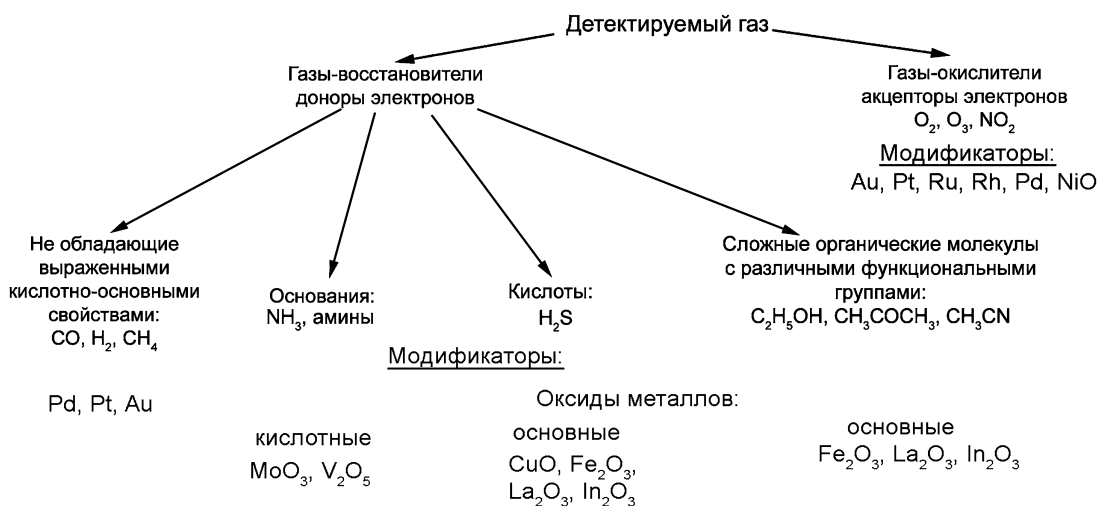 Детектируемый газ
Газы-восстановители
доноры электронов
Газы-окислители
акцепторы электронов
O₂, O₃, NO₂
Модификаторы:
Au, Pt, Ru, Rh, Pd, NiO
Не обладающие
выраженными
кислотно-основными
свойствами:
CO, H₂, CH₄
Основания:
NH₃, амины
Кислоты:
H₂S
Сложные органические молекулы
с различными функциональными
группами:
C₂H₅OH, CH₃COCH₃, CH₃CN
Модификаторы:
Pd, Pt, Au
Оксиды металлов:
кислотные
MoO₃, V₂O₅
основные
CuO, Fe₂O₃,
La₂O₃, In₂O₃
основные
Fe₂O₃, La₂O₃, In₂O₃